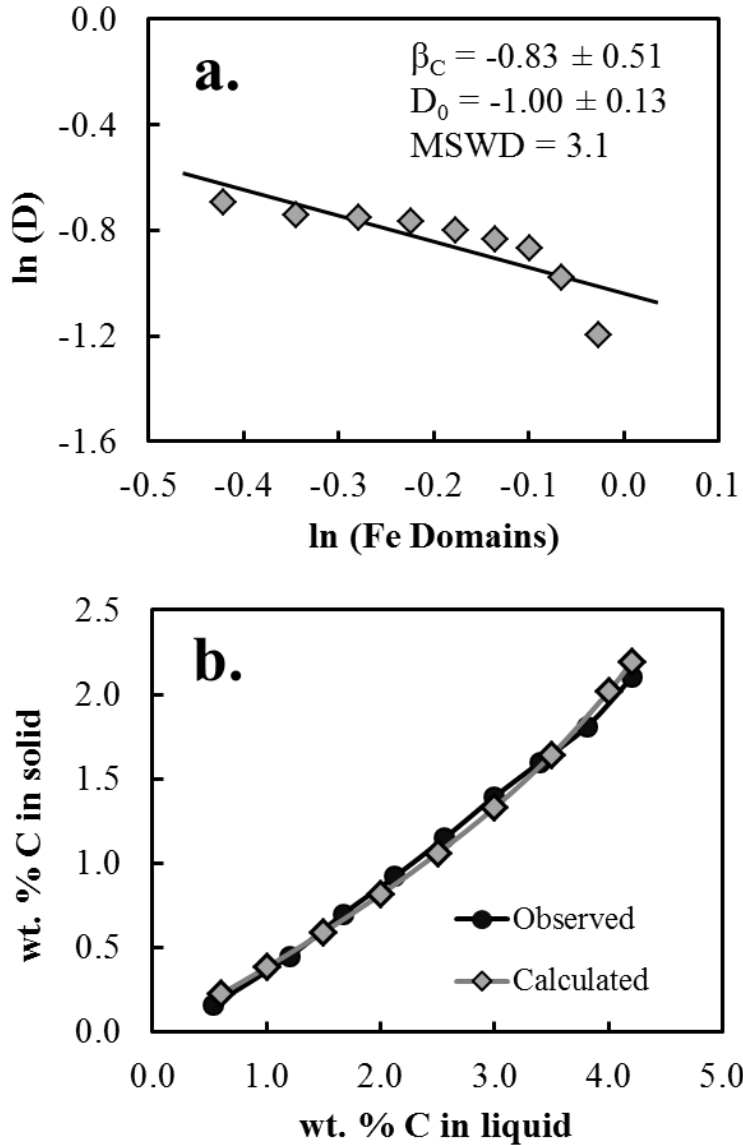 a.
β_C = -0.83 ± 0.51
D_0 = -1.00 ± 0.13
MSWD = 3.1
0.0
-0.4
-0.8
-1.2
-1.6
ln (D)
-0.5 -0.4 -0.3 -0.2 -0.1 0.0 0.1
ln (Fe Domains)
b.
2.5
2.0
1.5
1.0
0.5
0.0
wt. % C in solid
Observed
Calculated
0.0 1.0 2.0 3.0 4.0 5.0
wt. % C in liquid